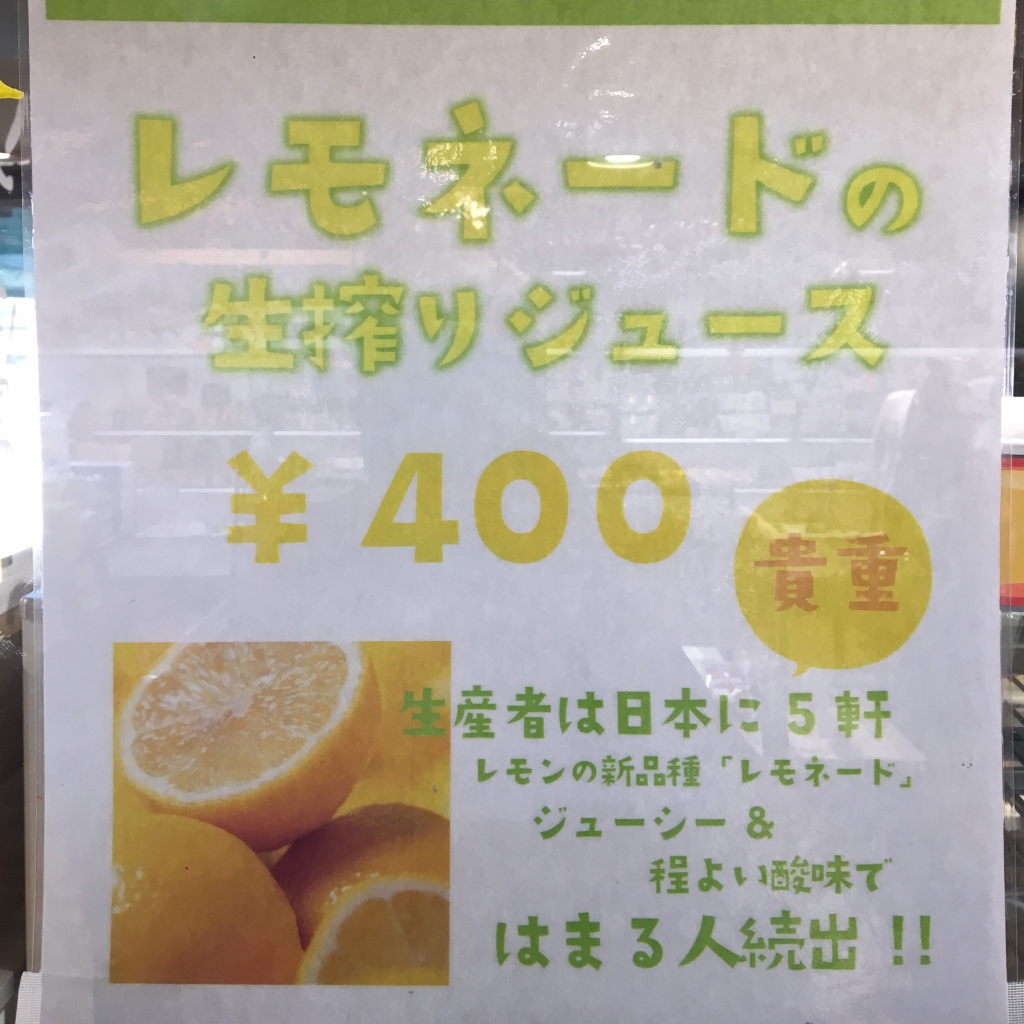 レモネードの
生搾りジュース
¥400
貴重
生産者は日本に5軒
レモンの新品種「レモネード」
ジューシー&
程よい酸味で
はまる人続出!!